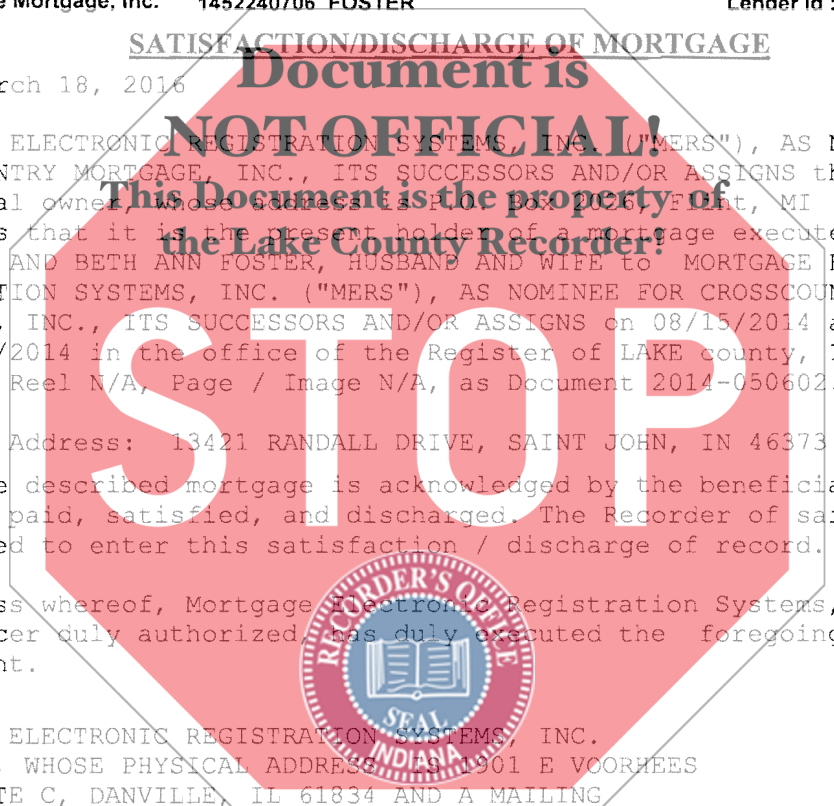 e Mortgage, Inc. 1452240706 FOSTER Lender Id
SATISFACTION/DISCHARGE OF MORTGAGE
Document is
rch 18, 2016
NOT OFFICIAL!
ELECTRONIC REGISTRATION SYSTEMS, INC. ("MERS"), AS N
NTRY MORTGAGE, INC., ITS SUCCESSORS AND/OR ASSIGNS th
This Document is the property of
al owner, whose address is P.O. Box 2026, Flint, MI
s that it is the present holder of a mortgage execute
the Lake County Recorder!
AND BETH ANN FOSTER, HUSBAND AND WIFE to MORTGAGE E
TION SYSTEMS, INC. ("MERS"), AS NOMINEE FOR CROSSCOUN
, INC., ITS SUCCESSORS AND/OR ASSIGNS on 08/15/2014 a
/2014 in the office of the Register of LAKE county, I
Reel N/A, Page / Image N/A, as Document 2014-050602.
STOP
Address: 13421 RANDALL DRIVE, SAINT JOHN, IN 46373
e described mortgage is acknowledged by the beneficia
paid, satisfied, and discharged. The Recorder of sai
ed to enter this satisfaction / discharge of record.
ss whereof, Mortgage Electronic Registration Systems,
cer duly authorized, has duly executed the foregoing
nt.
RECORDER'S OFFICE
SEAL
INDIANA
ELECTRONIC REGISTRATION SYSTEMS, INC.
WHOSE PHYSICAL ADDRESS IS 1901 E VOORHEES
TE C, DANVILLE, IL 61834 AND A MAILING